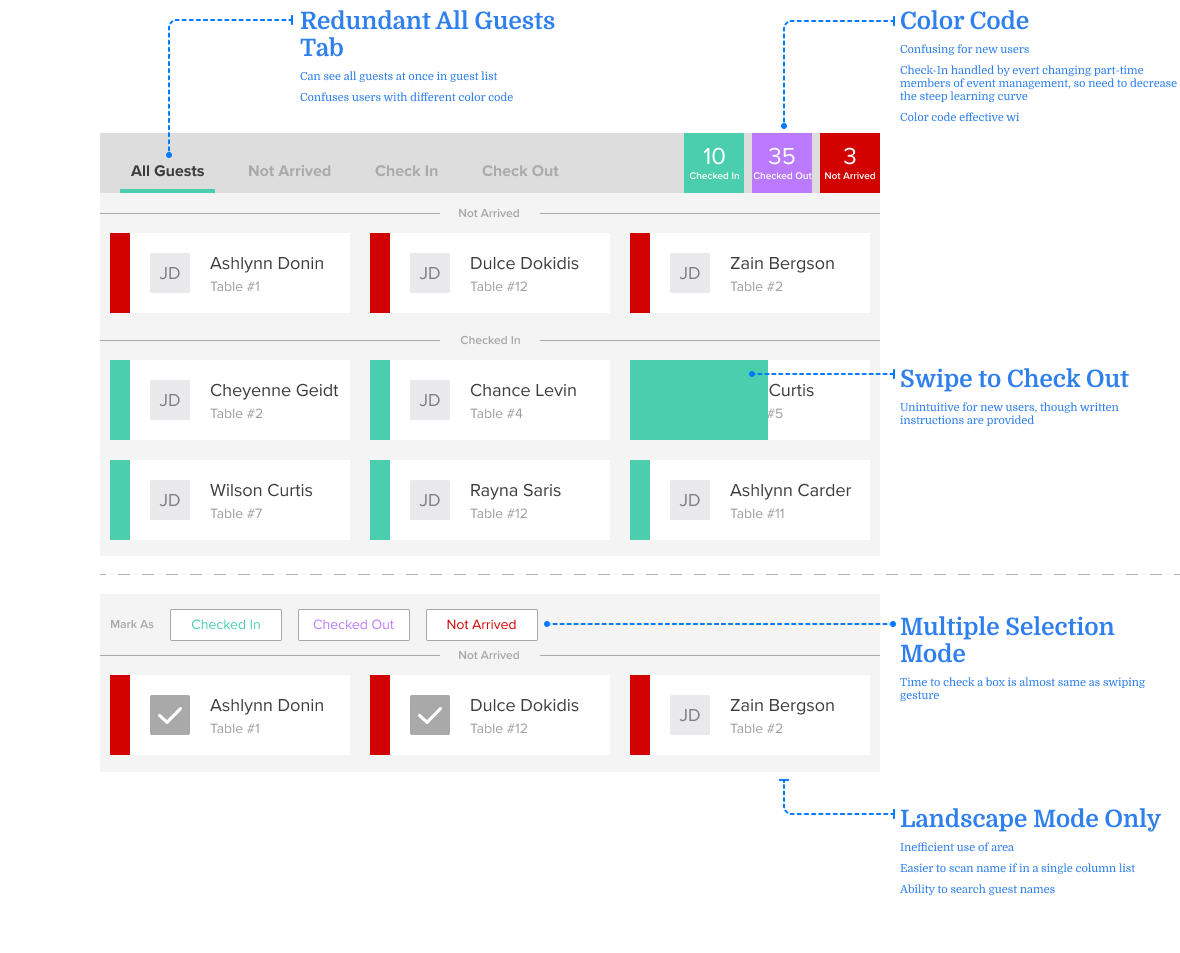 Redundant All Guests
Tab
Can see all guests at once in guest list
Confuses users with different color code
Color Code
Confusing for new users
Check-In handled by evert changing part-time
members of event management, so need to decrease
the steep learning curve
Color code effective wi
All Guests
Not Arrived
Check In
Check Out
10
Checked In
35
Checked Out
3
Not Arrived
Not Arrived
JD
Ashlynn Donin
Table #1
JD
Dulce Dokidis
Table #12
JD
Zain Bergson
Table #2
Checked In
JD
Cheyenne Geidt
Table #2
JD
Chance Levin
Table #4
Curtis
#5
Swipe to Check Out
Unintuitive for new users, though written
instructions are provided
JD
Wilson Curtis
Table #7
JD
Rayna Saris
Table #12
JD
Ashlynn Carder
Table #11
Mark As
Checked In
Checked Out
Not Arrived
Multiple Selection
Mode
Time to check a box is almost same as swiping
gesture
Not Arrived
Ashlynn Donin
Table #1
Dulce Dokidis
Table #12
JD
Zain Bergson
Table #2
Landscape Mode Only
Inefficient use of area
Easier to scan name if in a single column list
Ability to search guest names